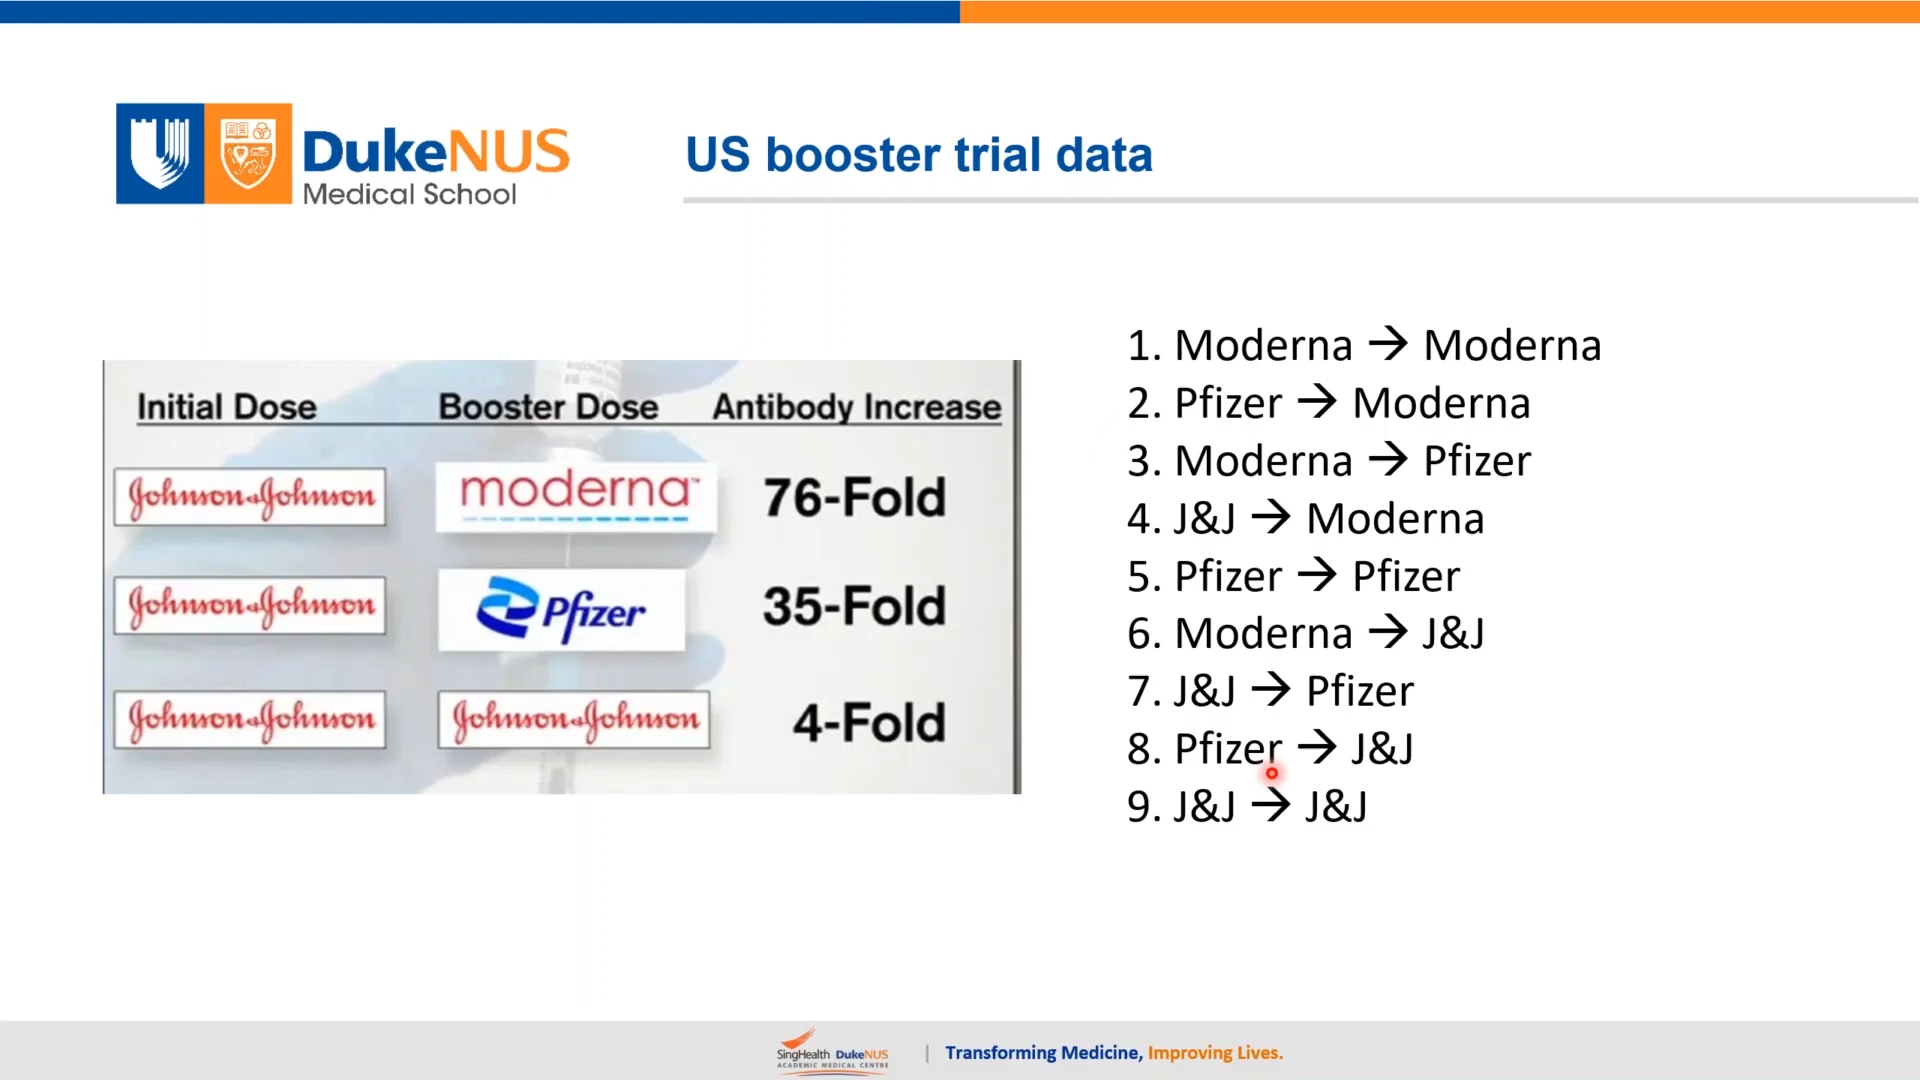 DukeNUS
Medical School
US booster trial data
Initial Dose Booster Dose Antibody Increase
Johnson&Johnson moderna™ 76-Fold
Johnson&Johnson Pfizer 35-Fold
Johnson&Johnson Johnson&Johnson 4-Fold
1. Moderna → Moderna
2. Pfizer → Moderna
3. Moderna → Pfizer
4. J&J → Moderna
5. Pfizer → Pfizer
6. Moderna → J&J
7. J&J → Pfizer
8. Pfizer → J&J
9. J&J → J&J
SingHealth DukeNUS
ACADEMIC MEDICAL CENTRE
| Transforming Medicine, Improving Lives.